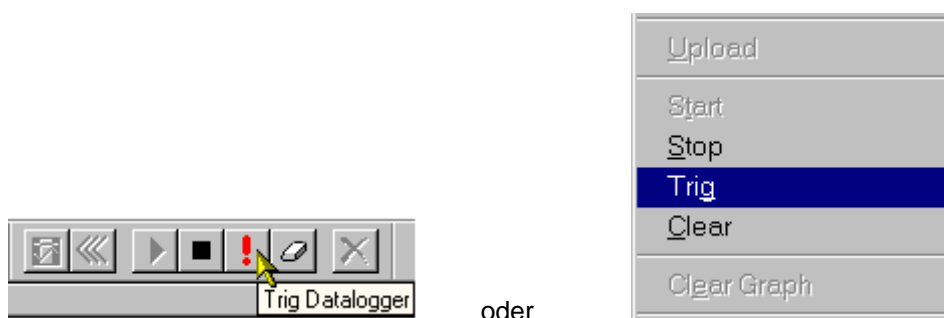 Trig Datalogger
oder
Upload
Start
Stop
Trig
Clear
Clear Graph